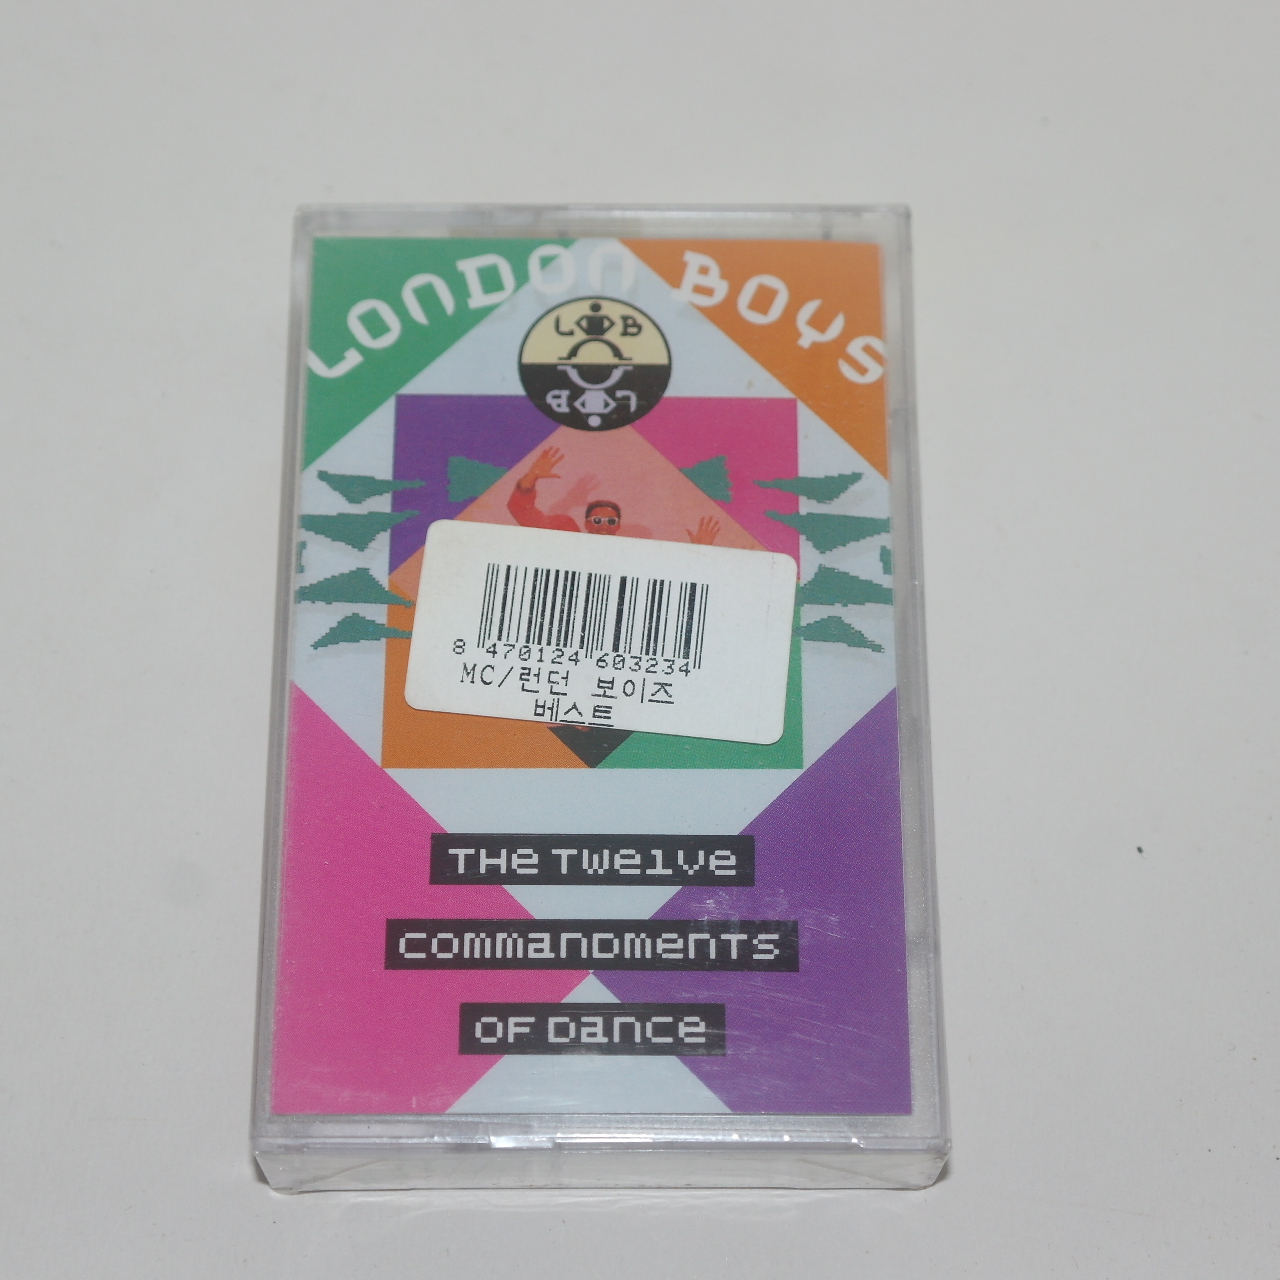 LONDON BOYS
L B
L B
8 470124 603234
MC/런던 보이즈
베스트
THE TWELVE
COMMANDMENTS
OF DANCE